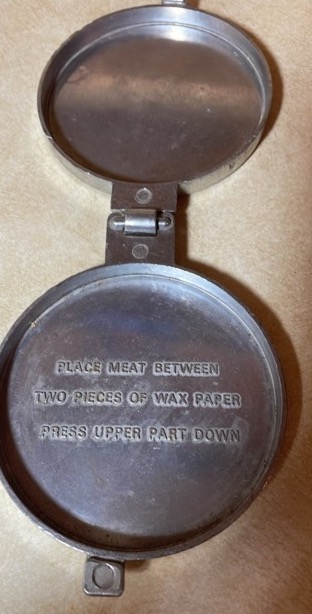 PLACE MEAT BETWEEN
TWO PIECES OF WAX PAPER
PRESS UPPER PART DOWN